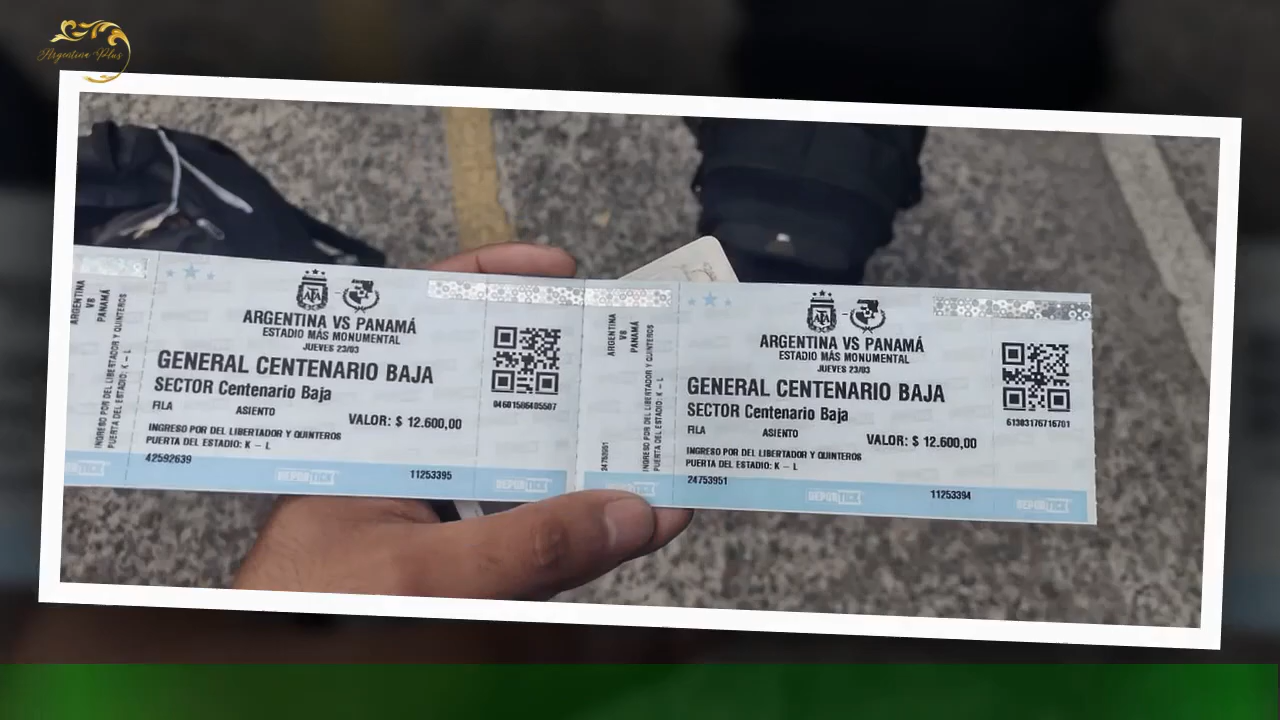 Argentine Plus
ARGENTINA
VS
PANAMÁ
INGRESO POR DEL LIBERTADOR Y QUINTEROS
PUERTA DEL ESTADIO: K - L
AFA
ARGENTINA VS PANAMÁ
ESTADIO MÁS MONUMENTAL
JUEVES 23/03
GENERAL CENTENARIO BAJA
SECTOR Centenario Baja
FILA ASIENTO
VALOR: $ 12.600,00
INGRESO POR DEL LIBERTADOR Y QUINTEROS
PUERTA DEL ESTADIO: K - L
42592639
11253395
DEPORTICK
DEPORTICK
ARGENTINA
VS
PANAMÁ
INGRESO POR DEL LIBERTADOR Y QUINTEROS
PUERTA DEL ESTADIO: K - L
24753951
AFA
ARGENTINA VS PANAMÁ
ESTADIO MÁS MONUMENTAL
JUEVES 23/03
GENERAL CENTENARIO BAJA
SECTOR Centenario Baja
FILA ASIENTO
VALOR: $ 12.600,00
61383176716701
INGRESO POR DEL LIBERTADOR Y QUINTEROS
PUERTA DEL ESTADIO: K - L
24753951
11253394
DEPORTICK
DEPORTICK